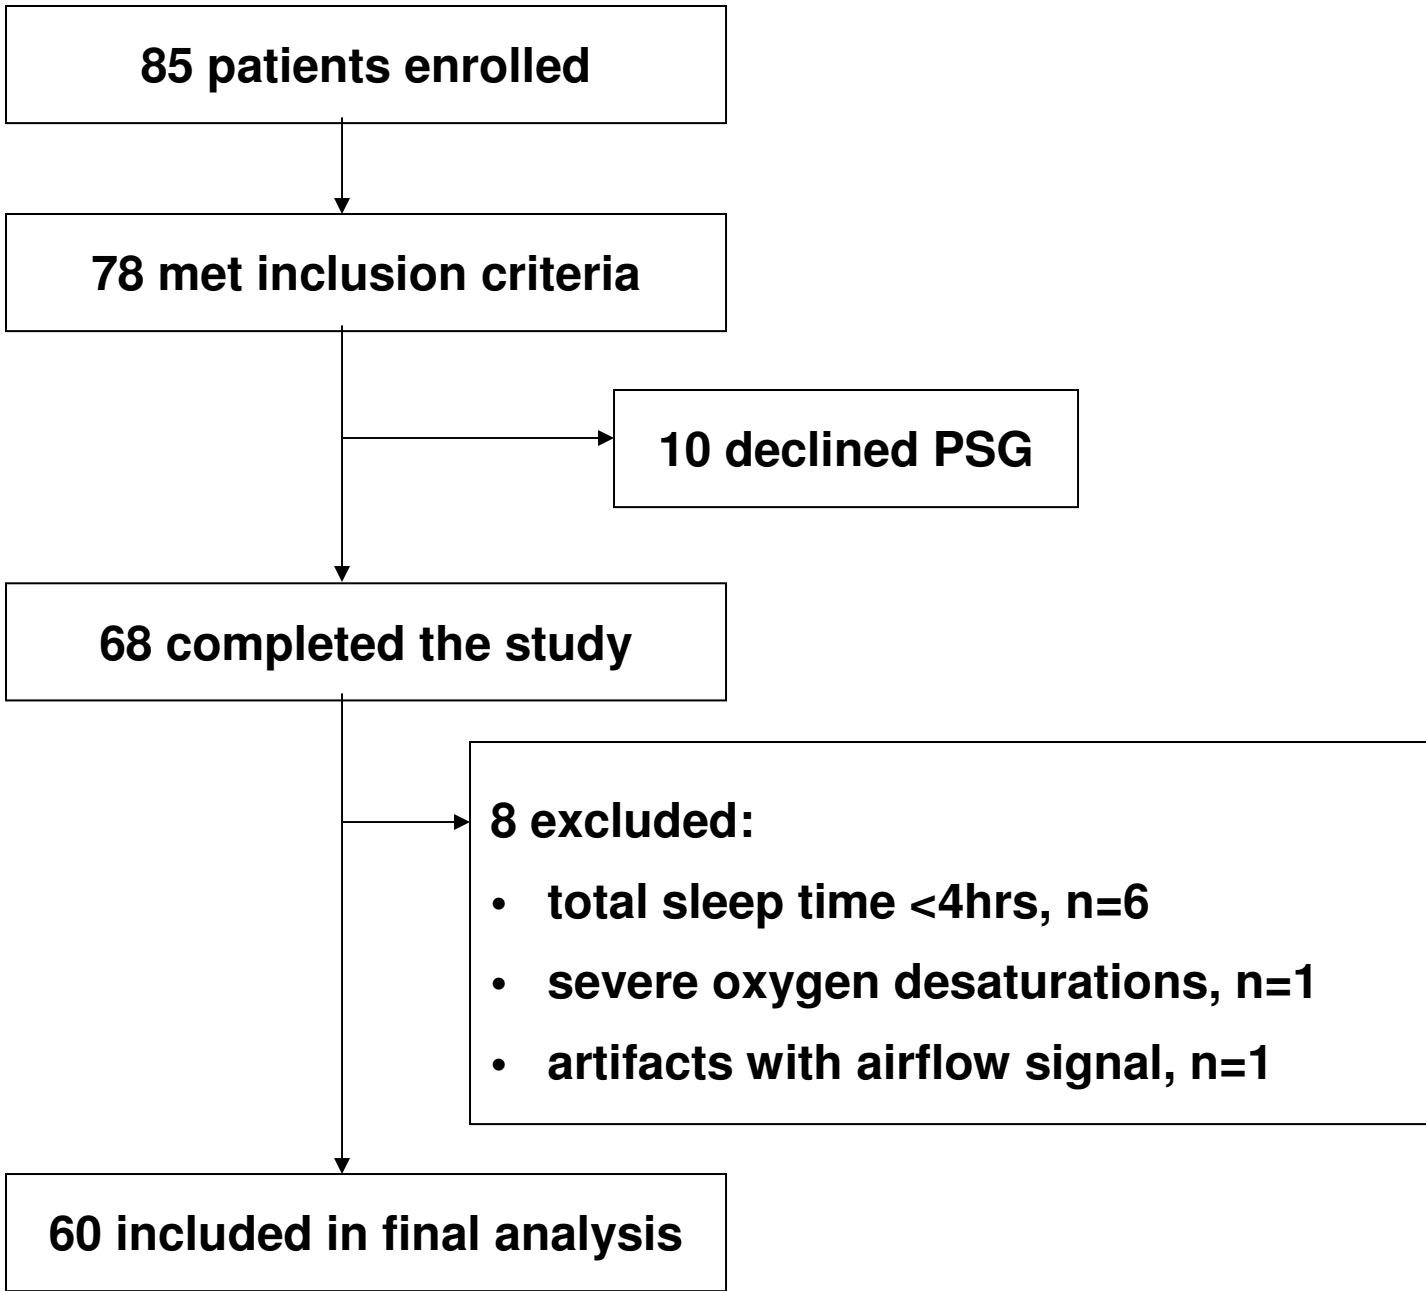 85 patients enrolled
78 met inclusion criteria
10 declined PSG
68 completed the study
8 excluded:
• total sleep time <4hrs, n=6
• severe oxygen desaturations, n=1
• artifacts with airflow signal, n=1
60 included in final analysis